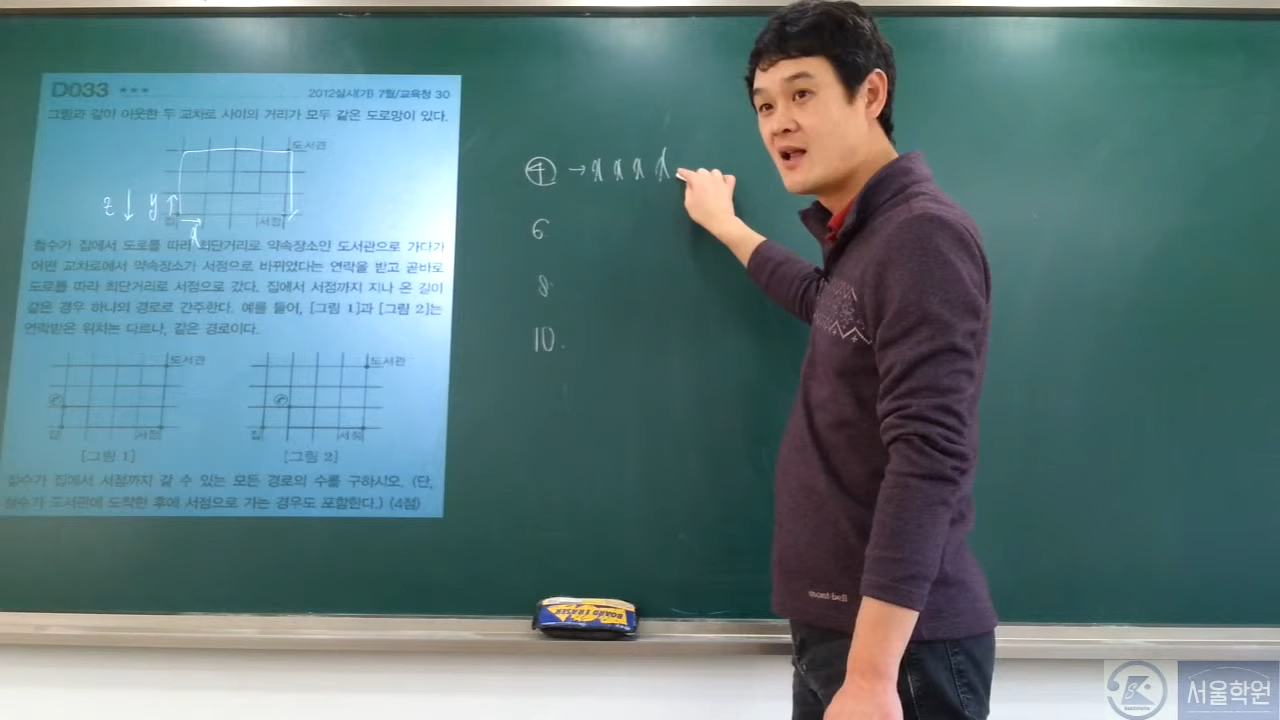 D033 ★★★
2012실시(가) 7월/교육청 30
그림과 같이 이웃한 두 교차로 사이의 거리가 모두 같은 도로망이 있다.
도서관
z ↓ y ↑
집 서점
x
철수가 집에서 도로를 따라 최단거리로 약속장소인 도서관으로 가다가
어떤 교차로에서 약속장소가 서점으로 바뀌었다는 연락을 받고 곧바로
도로를 따라 최단거리로 서점으로 갔다. 집에서 서점까지 지나 온 길이
같은 경우 하나의 경로로 간주한다. 예를 들어, [그림 1]과 [그림 2]는
연락받은 위치는 다르나, 같은 경로이다.
도서관 도서관
집 서점 집 서점
[그림 1] [그림 2]
철수가 집에서 서점까지 갈 수 있는 모든 경로의 수를 구하시오. (단,
철수가 도서관에 도착한 후에 서점으로 가는 경우도 포함한다.) (4점)
④ → x x x x
6
8
10.
BOARD ERASER
mont-bell
서울학원